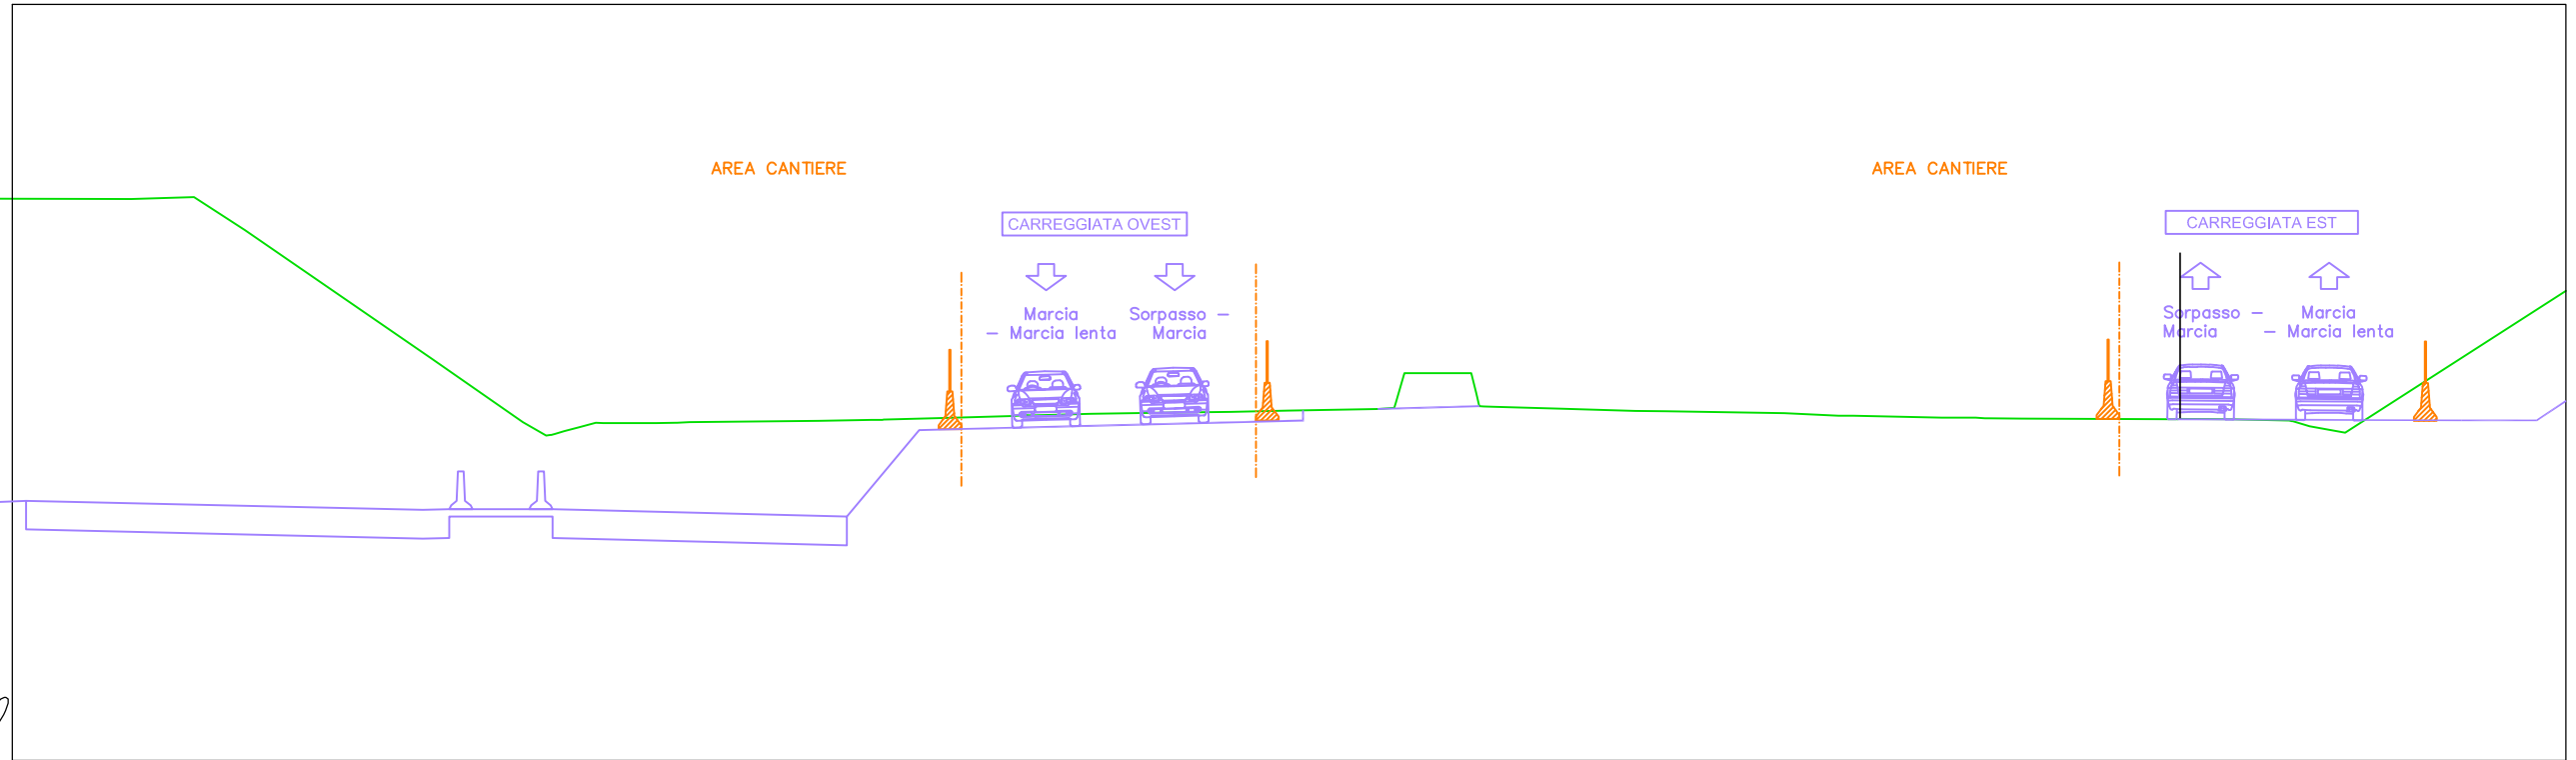 AREA CANTIERE
AREA CANTIERE
CARREGGIATA OVEST
CARREGGIATA EST
Marcia
- Marcia lenta
Sorpasso -
Marcia
Sorpasso -
Marcia
Marcia
- Marcia lenta